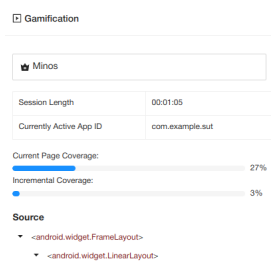 Gamification
Minos
Session Length 00:01:05
Currently Active App ID com.example.sut
Current Page Coverage:
27%
Incremental Coverage:
3%
Source
<android.widget.FrameLayout>
<android.widget.LinearLayout>